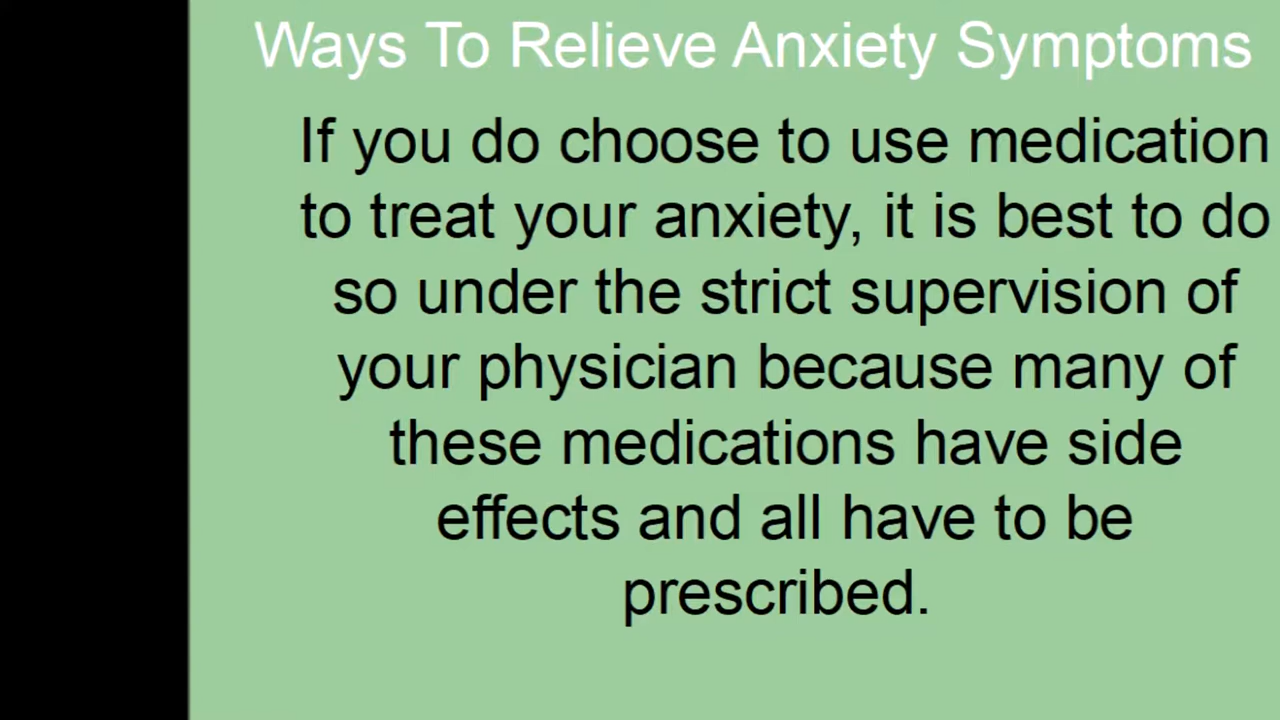 Ways To Relieve Anxiety Symptoms
If you do choose to use medication
to treat your anxiety, it is best to do
so under the strict supervision of
your physician because many of
these medications have side
effects and all have to be
prescribed.